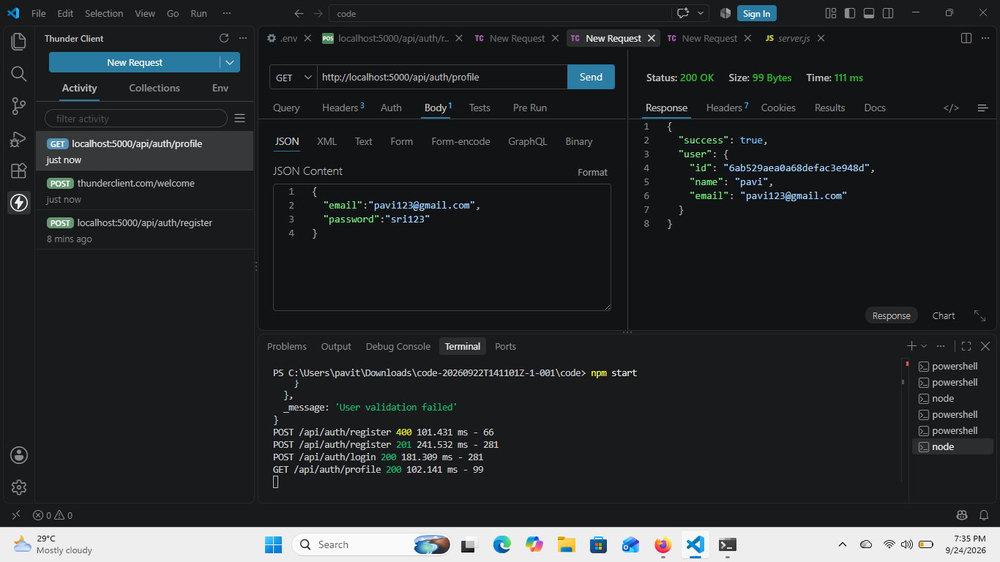 File Edit Selection View Go Run ···
code
Sign In
Thunder Client
New Request
Activity Collections Env
filter activity
GET localhost:5000/api/auth/profile
just now
POST thunderclient.com/welcome
just now
POST localhost:5000/api/auth/register
8 mins ago
.env
POS localhost:5000/api/auth/r..
TC New Request
TC New Request
TC New Request
JS server.js
GET http://localhost:5000/api/auth/profile Send
Query Headers 3 Auth Body 1 Tests Pre Run
JSON XML Text Form Form-encode GraphQL Binary
JSON Content Format
1 {
2 "email":"pavi123@gmail.com",
3 "password":"sri123"
4 }
Status: 200 OK Size: 99 Bytes Time: 111 ms
Response Headers 7 Cookies Results Docs </>
1 {
2 "success": true,
3 "user": {
4 "id": "6ab529aea0a68defac3e948d",
5 "name": "pavi",
6 "email": "pavi123@gmail.com"
7 }
8 }
Response Chart
Problems Output Debug Console Terminal Ports
PS C:\Users\pavit\Downloads\code-20260922T141101Z-1-001\code> npm start
}
},
_message: 'User validation failed'
}
POST /api/auth/register 400 101.431 ms - 66
POST /api/auth/register 201 241.532 ms - 281
POST /api/auth/login 200 181.309 ms - 281
GET /api/auth/profile 200 102.141 ms - 99
powershell
powershell
node
powershell
powershell
node
0 0
29°C
Mostly cloudy
Search
7:35 PM
9/24/2026